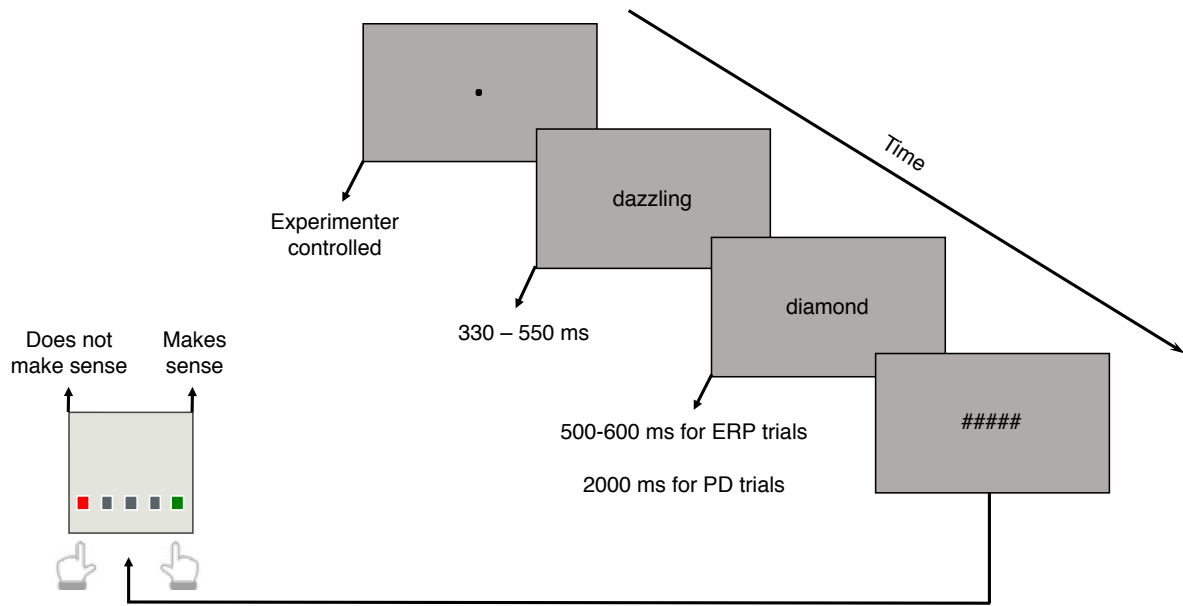 Time
Experimenter
controlled
dazzling
330 – 550 ms
diamond
500-600 ms for ERP trials
2000 ms for PD trials
#####
Does not
make sense
Makes
sense